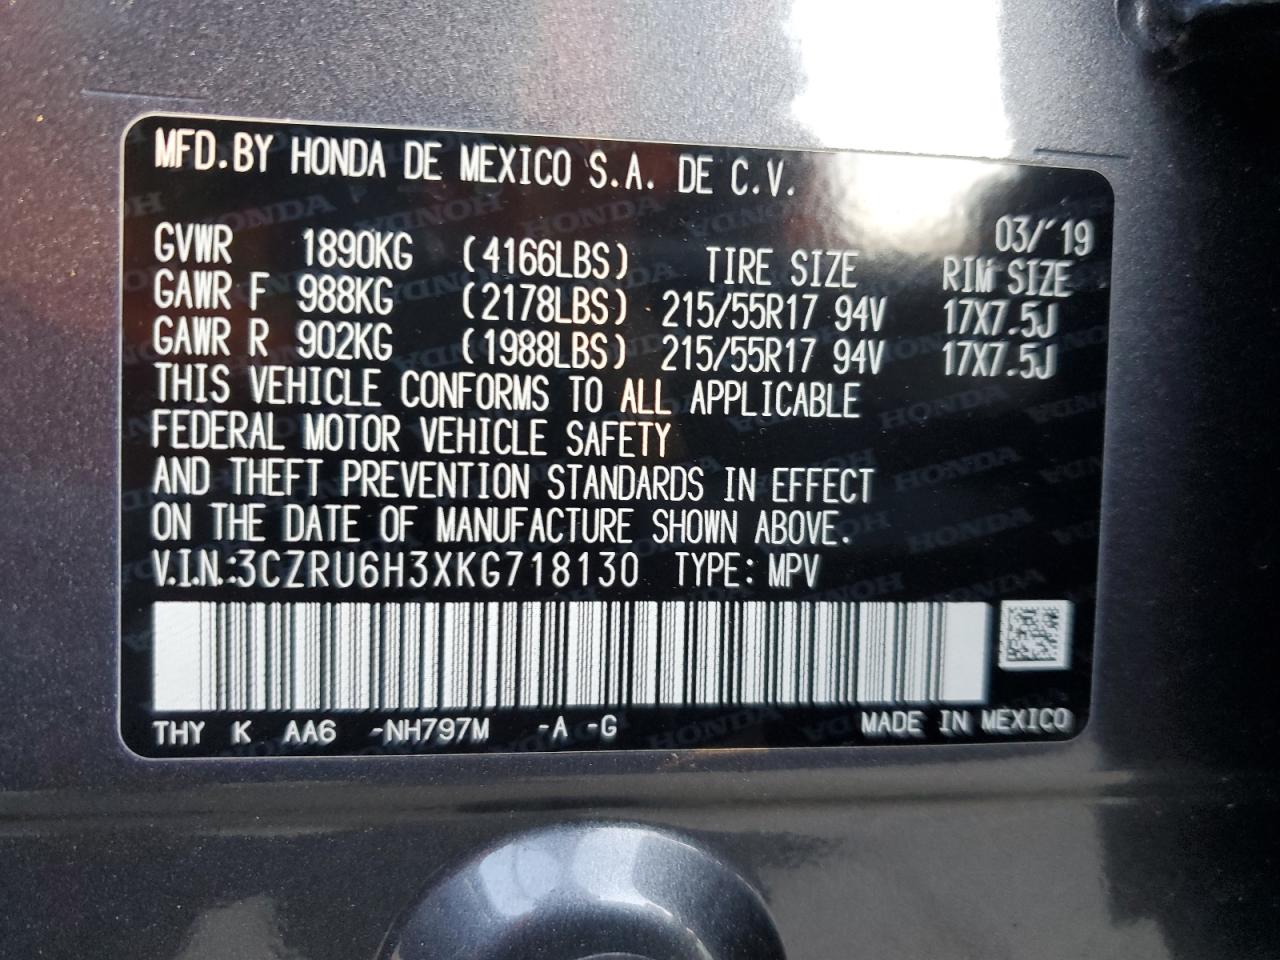 MFD.BY HONDA DE MEXICO S.A. DE C.V.
03/'19
GVWR 1890KG (4166LBS) TIRE SIZE RIM SIZE
GAWR F 988KG (2178LBS) 215/55R17 94V 17X7.5J
GAWR R 902KG (1988LBS) 215/55R17 94V 17X7.5J
THIS VEHICLE CONFORMS TO ALL APPLICABLE
FEDERAL MOTOR VEHICLE SAFETY
AND THEFT PREVENTION STANDARDS IN EFFECT
ON THE DATE OF MANUFACTURE SHOWN ABOVE.
V.I.N.:3CZRU6H3XKG718130 TYPE: MPV
THY K AA6 -NH797M -A -G MADE IN MEXICO